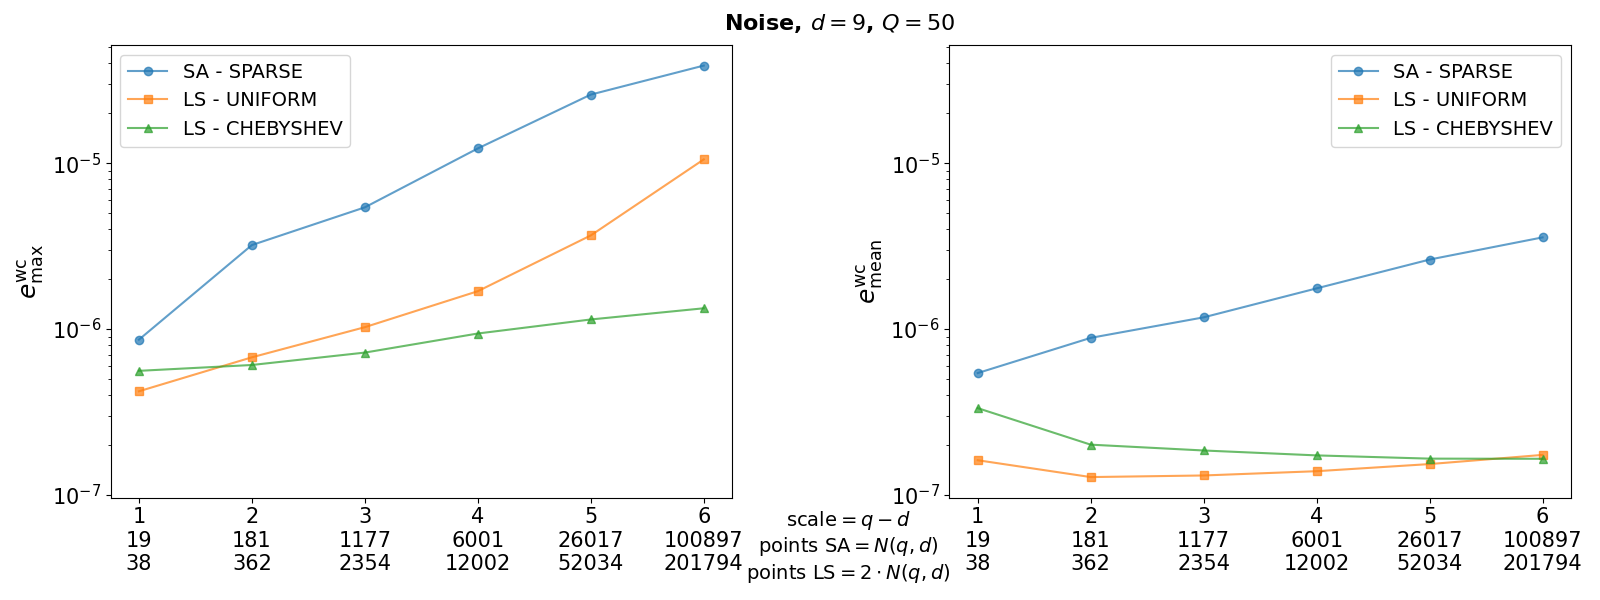 Noise, d = 9, Q = 50
SA - SPARSE
LS - UNIFORM
LS - CHEBYSHEV
10⁻⁵
10⁻⁶
10⁻⁷
e^wc_max
1 2 3 4 5 6
19 181 1177 6001 26017 100897
38 362 2354 12002 52034 201794
scale = q − d
points SA = N(q, d)
points LS = 2 · N(q, d)
SA - SPARSE
LS - UNIFORM
LS - CHEBYSHEV
10⁻⁵
10⁻⁶
10⁻⁷
e^wc_mean
1 2 3 4 5 6
19 181 1177 6001 26017 100897
38 362 2354 12002 52034 201794